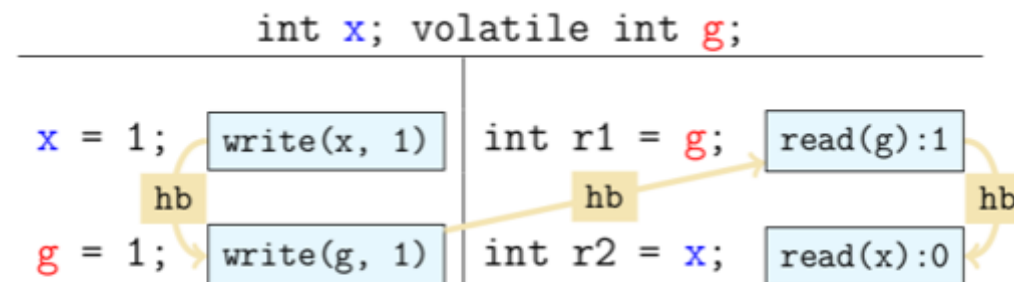 int x; volatile int g;
x = 1; write(x, 1) int r1 = g; read(g):1
hb hb hb
g = 1; write(g, 1) int r2 = x; read(x):0